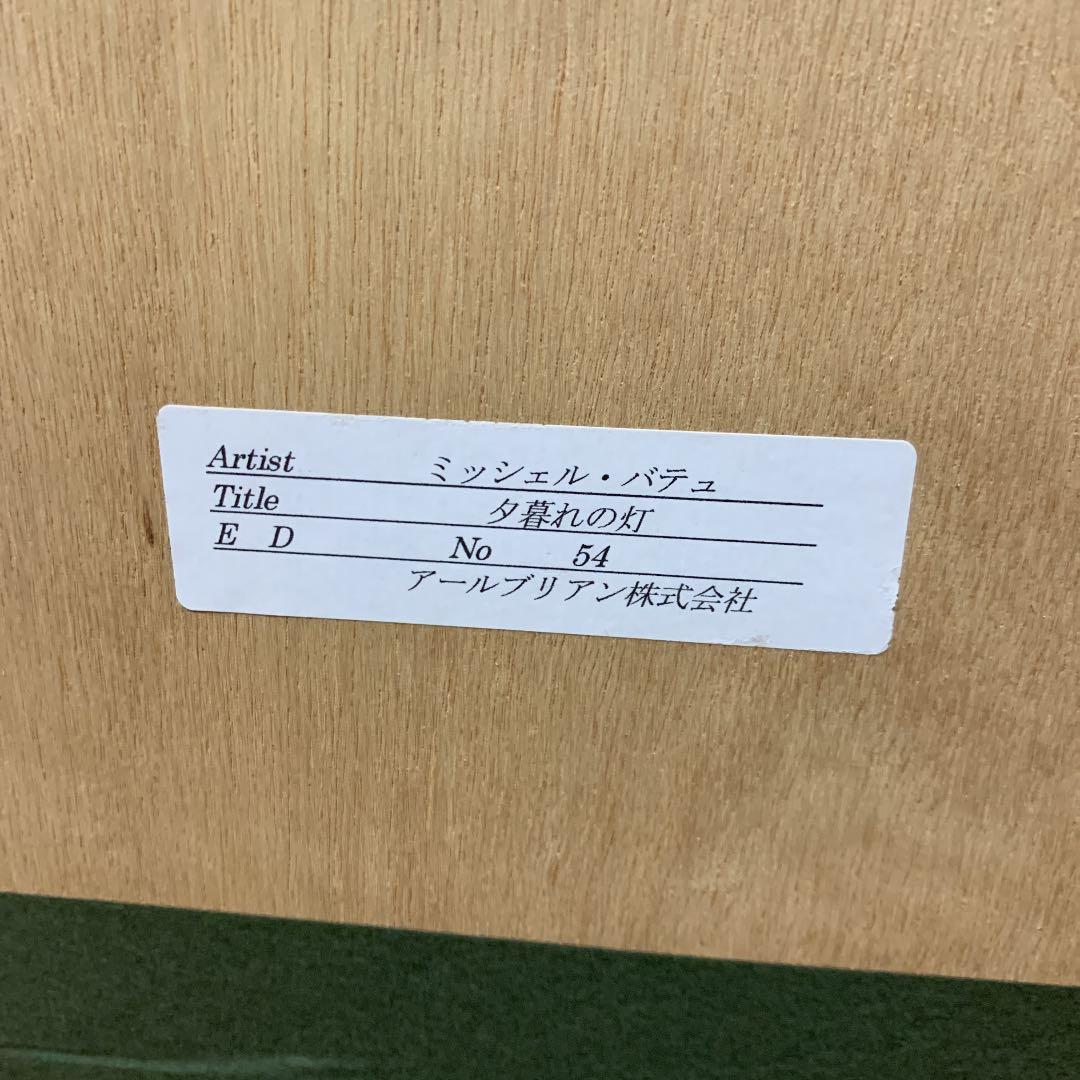 Artist ミッシェル・バテュ
Title 夕暮れの灯
E D No 54
アールブリアン株式会社